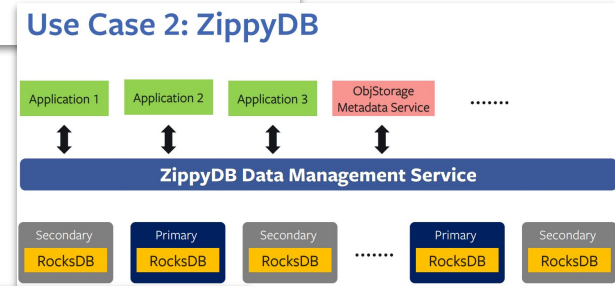 Use Case 2: ZippyDB
Application 1
Application 2
Application 3
ObjStorage
Metadata Service
.......
ZippyDB Data Management Service
Secondary
RocksDB
Primary
RocksDB
Secondary
RocksDB
.......
Primary
RocksDB
Secondary
RocksDB